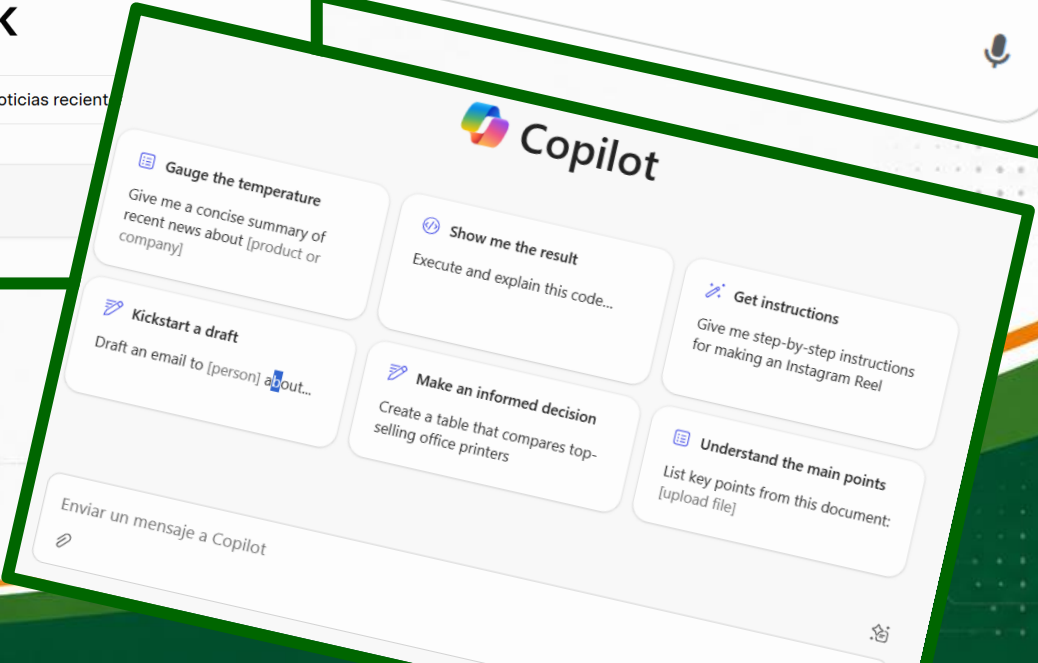 K
oticias recient
Copilot
Gauge the temperature
Give me a concise summary of
recent news about [product or
company]
Show me the result
Execute and explain this code...
Get instructions
Give me step-by-step instructions
for making an Instagram Reel
Kickstart a draft
Draft an email to [person] about...
Make an informed decision
Create a table that compares top-
selling office printers
Understand the main points
List key points from this document:
[upload file]
Enviar un mensaje a Copilot